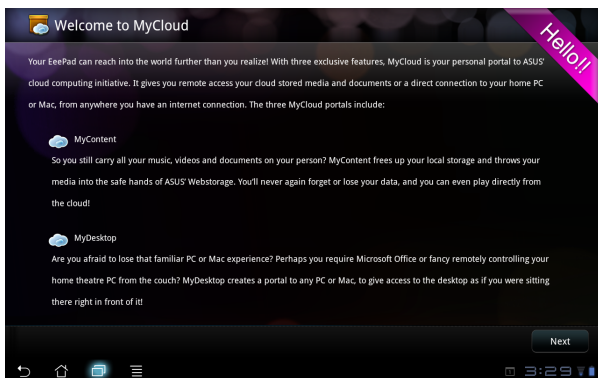 Welcome to MyCloud
Hello!!
Your EeePad can reach into the world further than you realize! With three exclusive features, MyCloud is your personal portal to ASUS'
cloud computing initiative. It gives you remote access your cloud stored media and documents or a direct connection to your home PC
or Mac, from anywhere you have an internet connection. The three MyCloud portals include:
MyContent
So you still carry all your music, videos and documents on your person? MyContent frees up your local storage and throws your
media into the safe hands of ASUS' Webstorage. You'll never again forget or lose your data, and you can even play directly from
the cloud!
MyDesktop
Are you afraid to lose that familiar PC or Mac experience? Perhaps you require Microsoft Office or fancy remotely controlling your
home theatre PC from the couch? MyDesktop creates a portal to any PC or Mac, to give access to the desktop as if you were sitting
there right in front of it!
Next
3:29